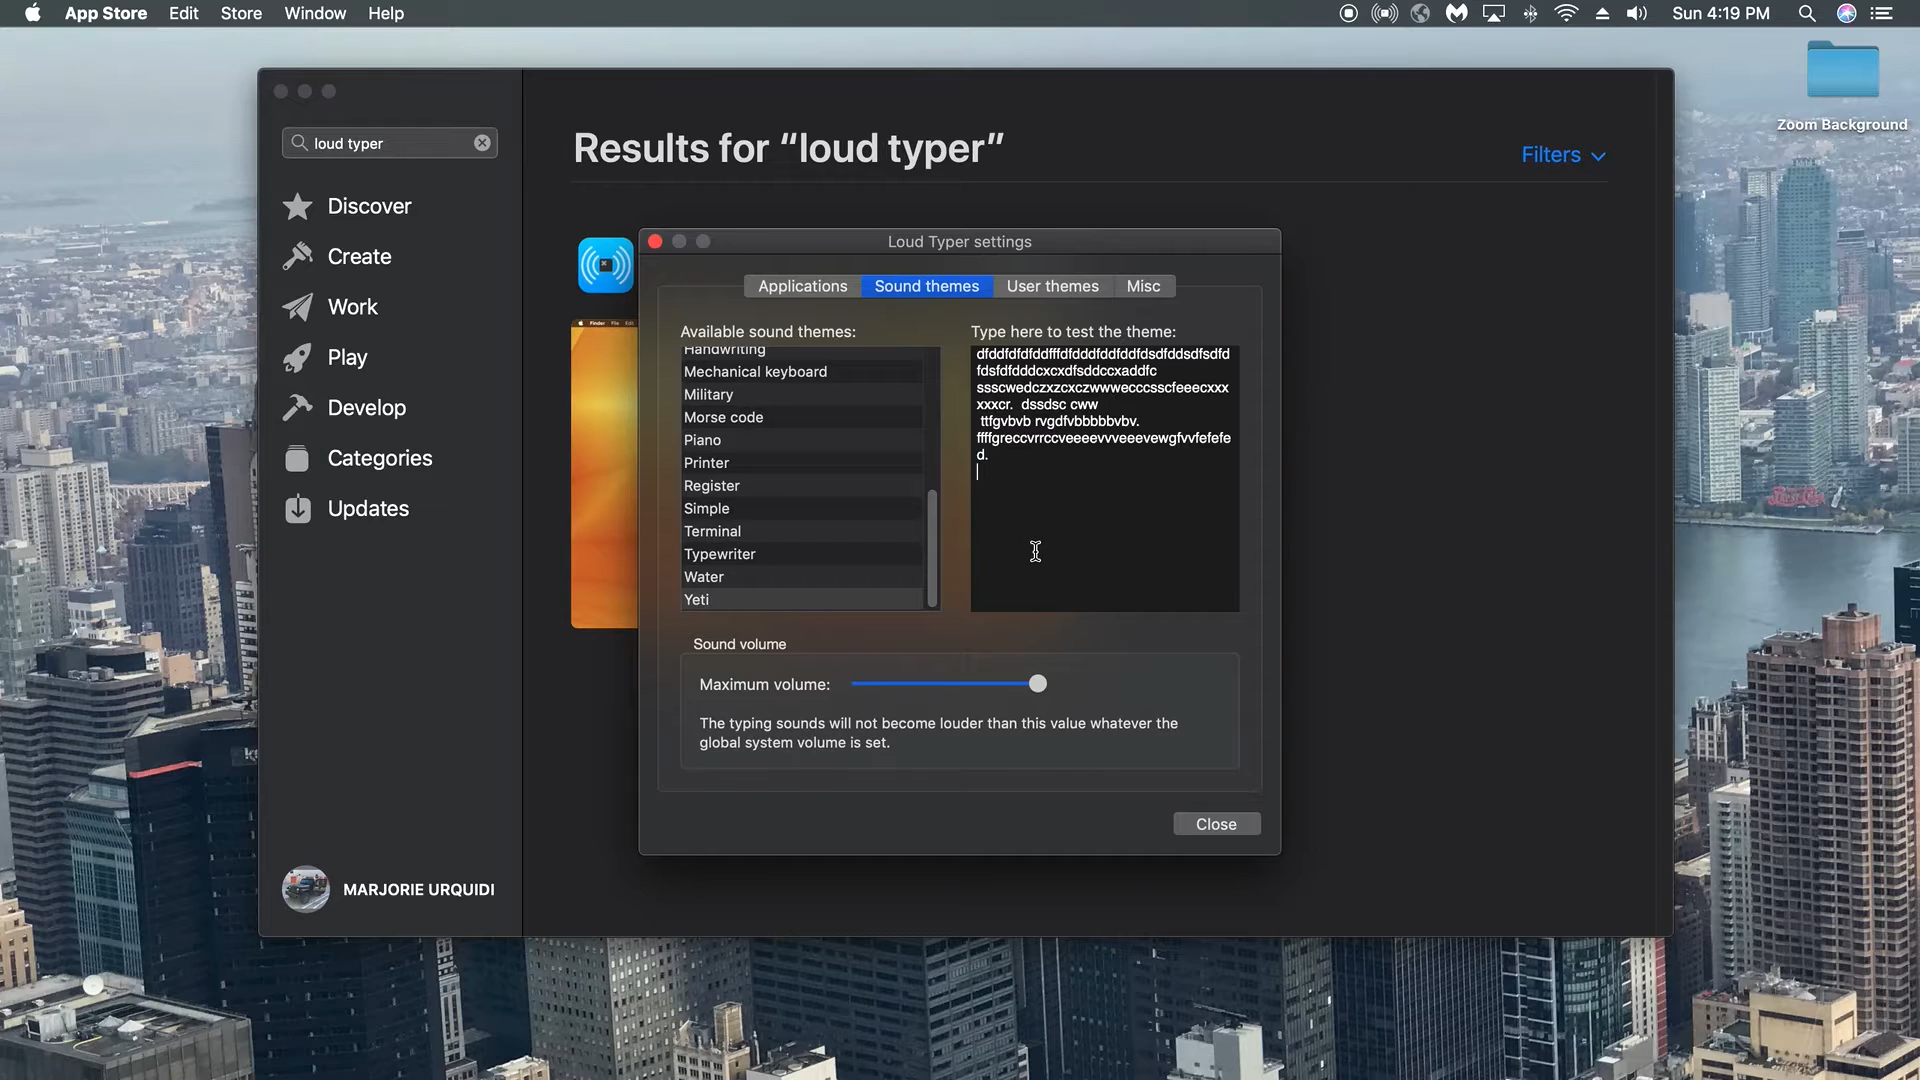 App Store Edit Store Window Help
Sun 4:19 PM
Zoom Background
loud typer
Discover
Create
Work
Play
Develop
Categories
Updates
MARJORIE URQUIDI
Results for “loud typer”
Filters
Loud Typer settings
Applications Sound themes User themes Misc
Available sound themes:
Handwriting
Mechanical keyboard
Military
Morse code
Piano
Printer
Register
Simple
Terminal
Typewriter
Water
Yeti
Type here to test the theme:
dfddfdfdfddfffdfdddfddfddfdsdfddsdfsdfd
fdsfdfdddcxcxdfsddccxaddfc
ssscwedczxzcxczwwwecccsscfeeecxxx
xxxcr. dssdsc cww
ttfgvbvb rvgdfvbbbbbvbv.
ffffgreccvrrccveeeevvveeevewgfvvfefefe
d.
Sound volume
Maximum volume:
The typing sounds will not become louder than this value whatever the
global system volume is set.
Close